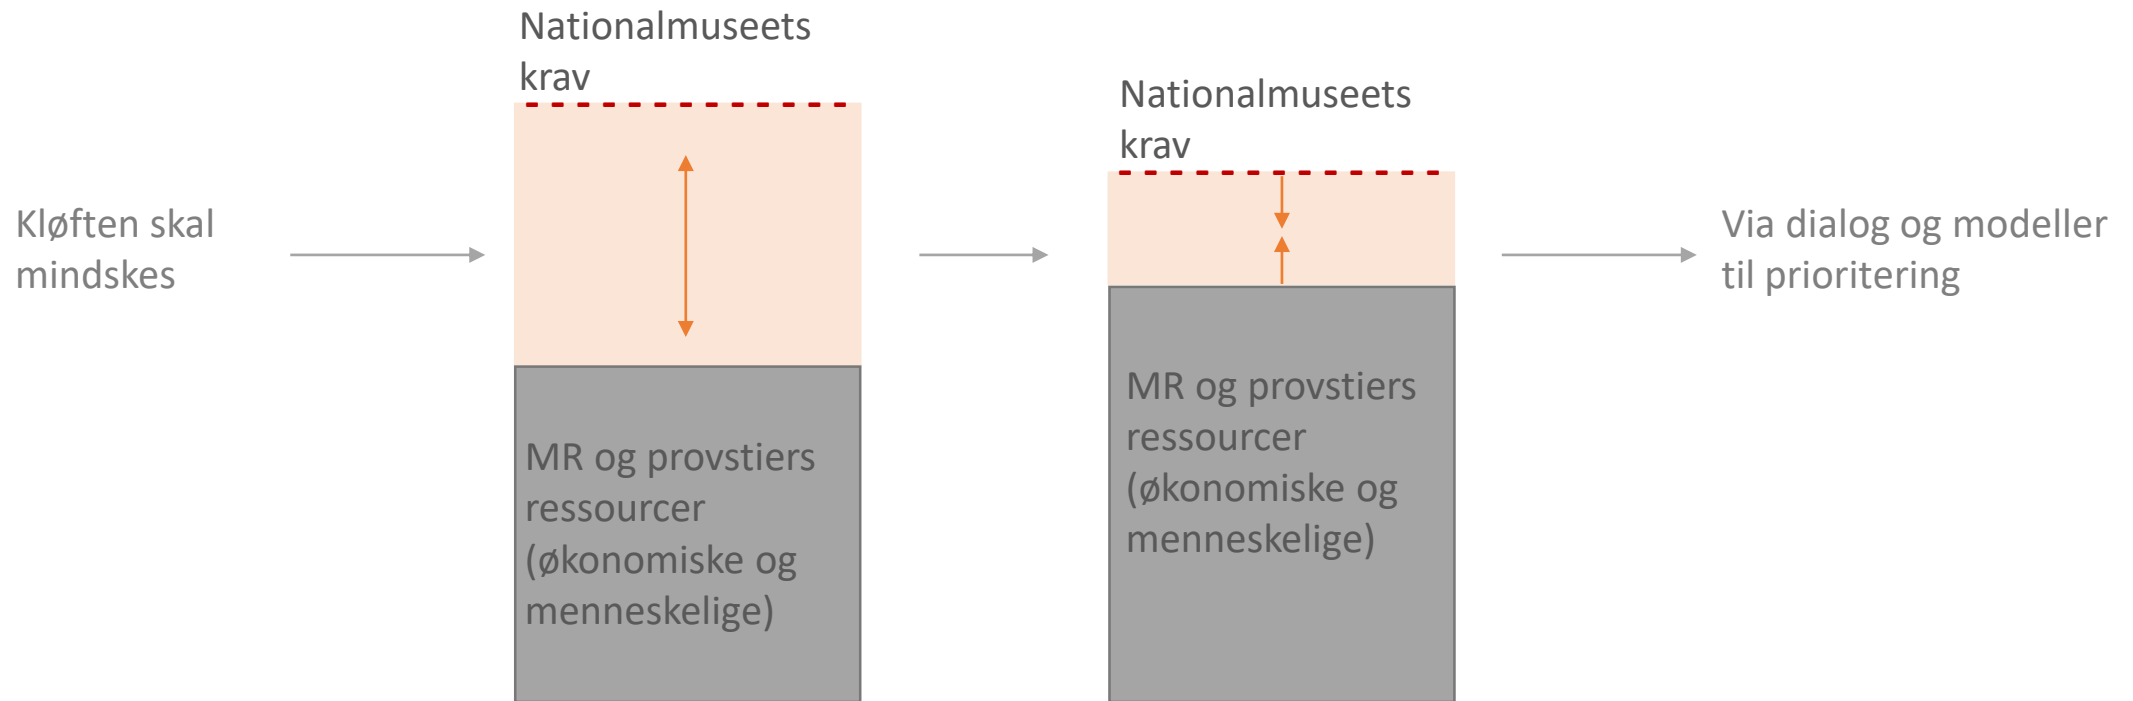 Kløften skal
mindskes
Nationalmuseets
krav
MR og provstiers
ressourcer
(økonomiske og
menneskelige)
Nationalmuseets
krav
MR og provstiers
ressourcer
(økonomiske og
menneskelige)
Via dialog og modeller
til prioritering